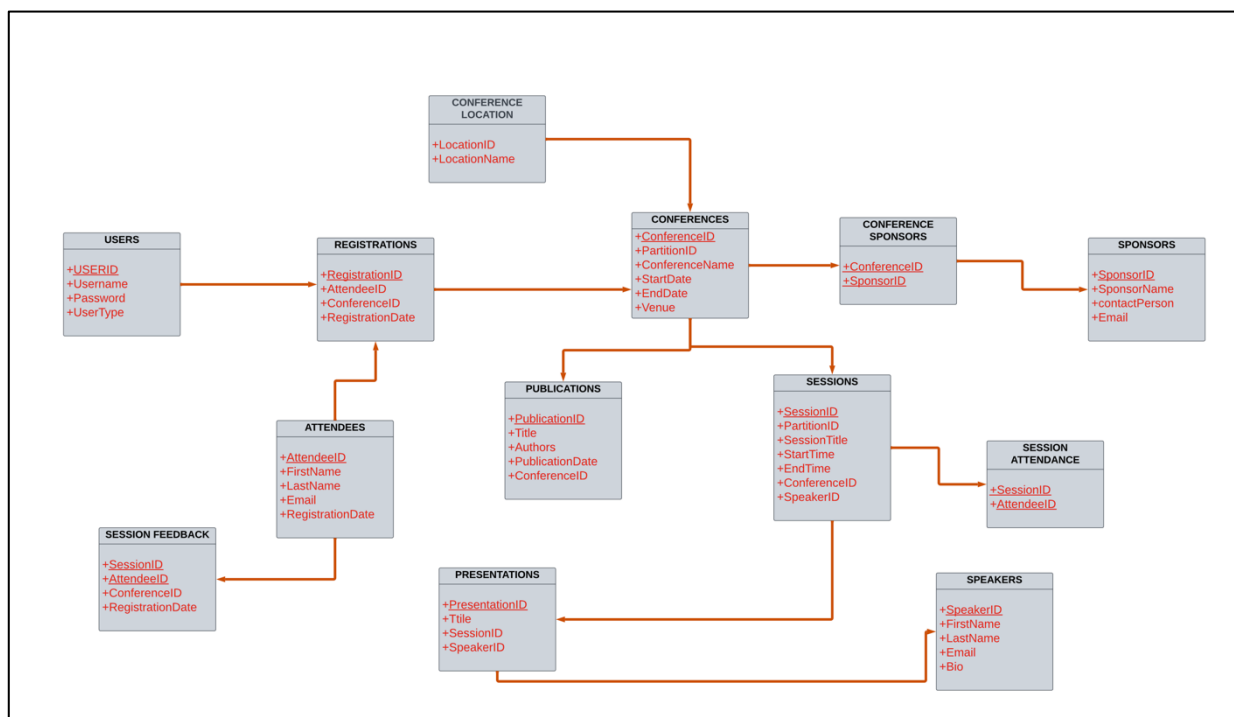 CONFERENCE
LOCATION
+LocationID
+LocationName
CONFERENCES
+ConferenceID
+PartitionID
+ConferenceName
+StartDate
+EndDate
+Venue
CONFERENCE
SPONSORS
+ConferenceID
+SponsorID
SPONSORS
+SponsorID
+SponsorName
+contactPerson
+Email
USERS
+USERID
+Username
+Password
+UserType
REGISTRATIONS
+RegistrationID
+AttendeeID
+ConferenceID
+RegistrationDate
PUBLICATIONS
+PublicationID
+Title
+Authors
+PublicationDate
+ConferenceID
SESSIONS
+SessionID
+PartitionID
+SessionTitle
+StartTime
+EndTime
+ConferenceID
+SpeakerID
ATTENDEES
+AttendeeID
+FirstName
+LastName
+Email
+RegistrationDate
SESSION
ATTENDANCE
+SessionID
+AttendeeID
SESSION FEEDBACK
+SessionID
+AttendeeID
+ConferenceID
+RegistrationDate
PRESENTATIONS
+PresentationID
+Ttile
+SessionID
+SpeakerID
SPEAKERS
+SpeakerID
+FirstName
+LastName
+Email
+Bio